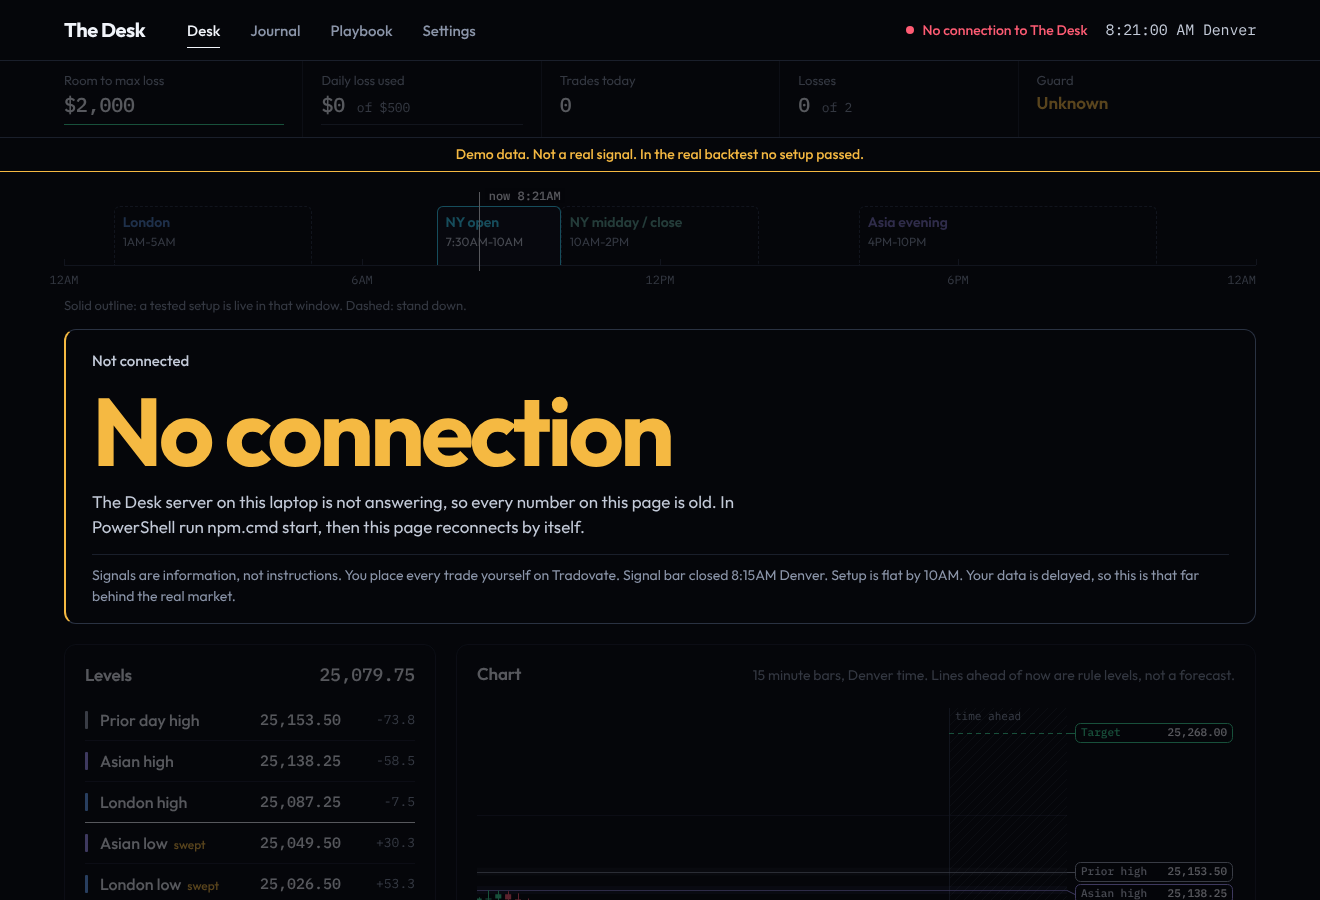 The Desk
Desk Journal Playbook Settings
No connection to The Desk
8:21:00 AM Denver
Room to max loss
$2,000
Daily loss used
$0 of $500
Trades today
0
Losses
0 of 2
Guard
Unknown
Demo data. Not a real signal. In the real backtest no setup passed.
now 8:21AM
London
1AM-5AM
NY open
7:30AM-10AM
NY midday / close
10AM-2PM
Asia evening
4PM-10PM
12AM 6AM 12PM 6PM 12AM
Solid outline: a tested setup is live in that window. Dashed: stand down.
Not connected
No connection
The Desk server on this laptop is not answering, so every number on this page is old. In
PowerShell run npm.cmd start, then this page reconnects by itself.
Signals are information, not instructions. You place every trade yourself on Tradovate. Signal bar closed 8:15AM Denver. Setup is flat by 10AM. Your data is delayed, so this is that far
behind the real market.
Levels 25,079.75
Prior day high 25,153.50 -73.8
Asian high 25,138.25 -58.5
London high 25,087.25 -7.5
Asian low swept 25,049.50 +30.3
London low swept 25,026.50 +53.3
Chart
15 minute bars, Denver time. Lines ahead of now are rule levels, not a forecast.
time ahead
Target 25,268.00
Prior high 25,153.50
Asian high 25,138.25